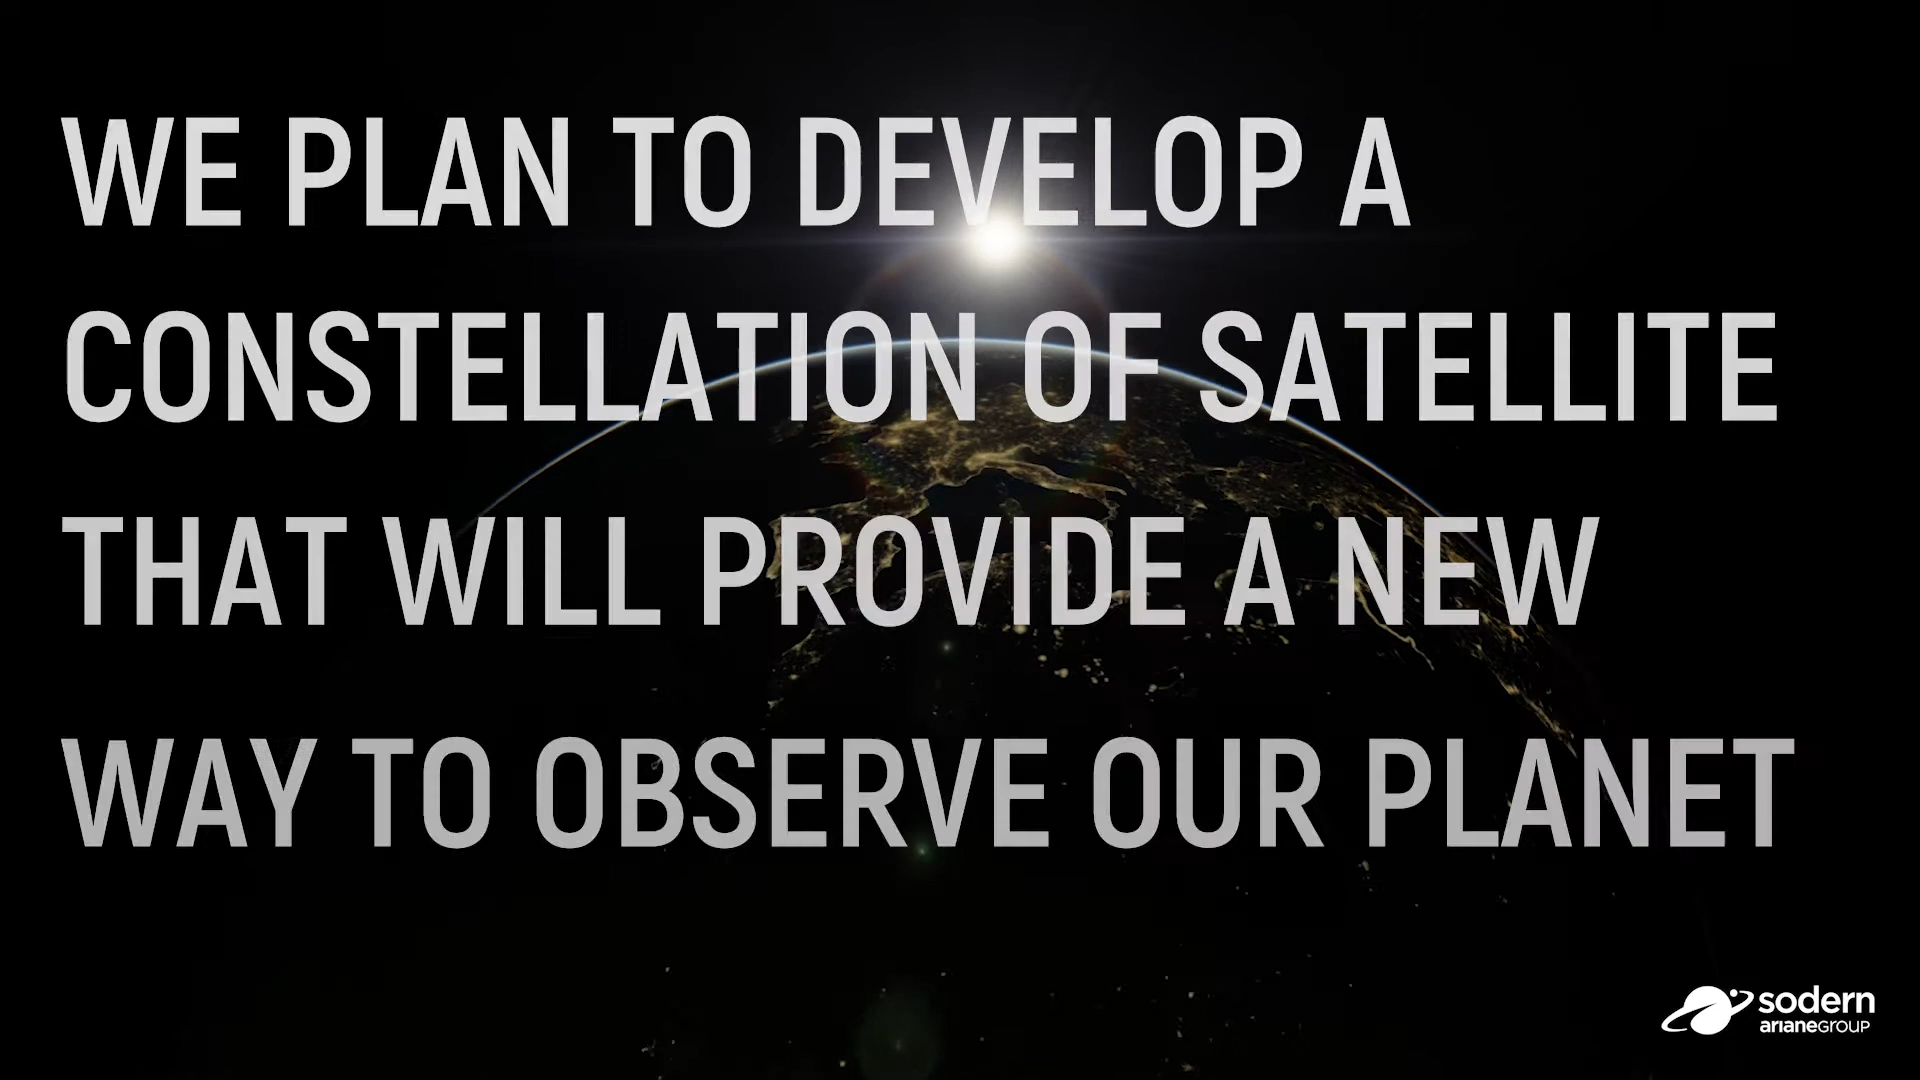 WE PLAN TO DEVELOP A
CONSTELLATION OF SATELLITE
THAT WILL PROVIDE A NEW
WAY TO OBSERVE OUR PLANET
sodern
arianeGROUP